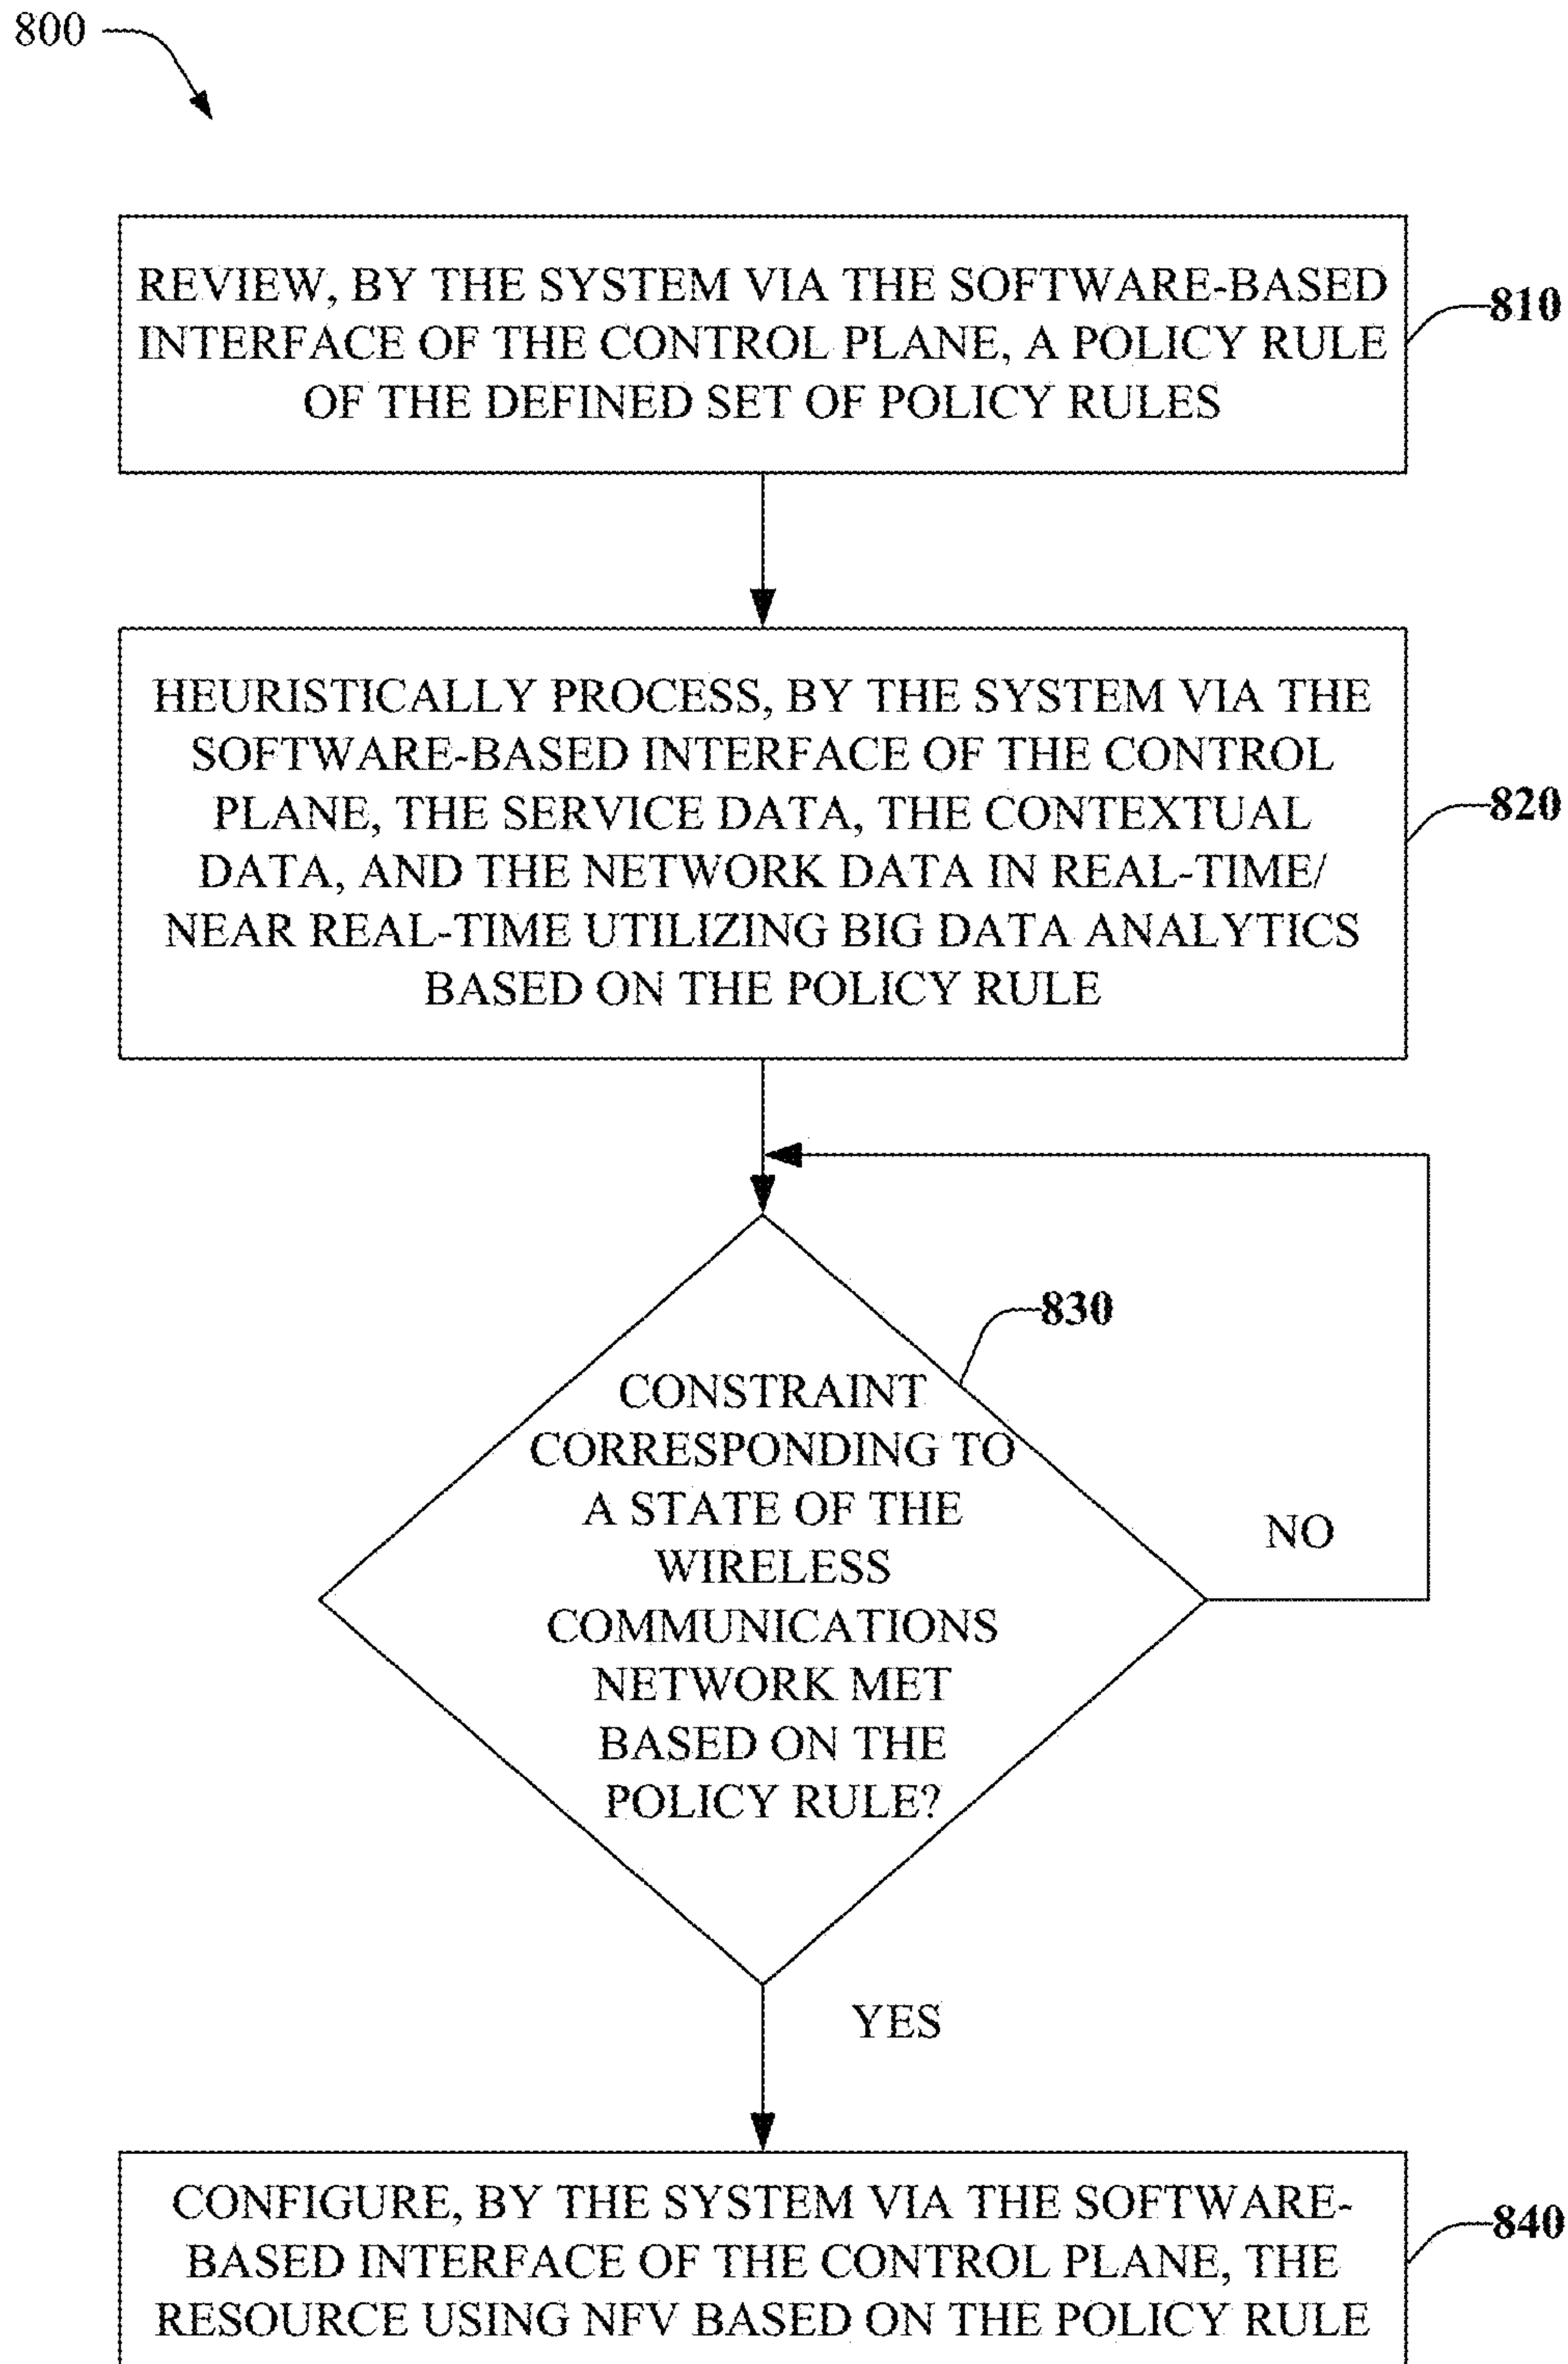 800
REVIEW, BY THE SYSTEM VIA THE SOFTWARE-BASED
INTERFACE OF THE CONTROL PLANE, A POLICY RULE
OF THE DEFINED SET OF POLICY RULES
810
HEURISTICALLY PROCESS, BY THE SYSTEM VIA THE
SOFTWARE-BASED INTERFACE OF THE CONTROL
PLANE, THE SERVICE DATA, THE CONTEXTUAL
DATA, AND THE NETWORK DATA IN REAL-TIME/
NEAR REAL-TIME UTILIZING BIG DATA ANALYTICS
BASED ON THE POLICY RULE
820
830
CONSTRAINT
CORRESPONDING TO
A STATE OF THE
WIRELESS
COMMUNICATIONS
NETWORK MET
BASED ON THE
POLICY RULE?
NO
YES
CONFIGURE, BY THE SYSTEM VIA THE SOFTWARE-
BASED INTERFACE OF THE CONTROL PLANE, THE
RESOURCE USING NFV BASED ON THE POLICY RULE
840